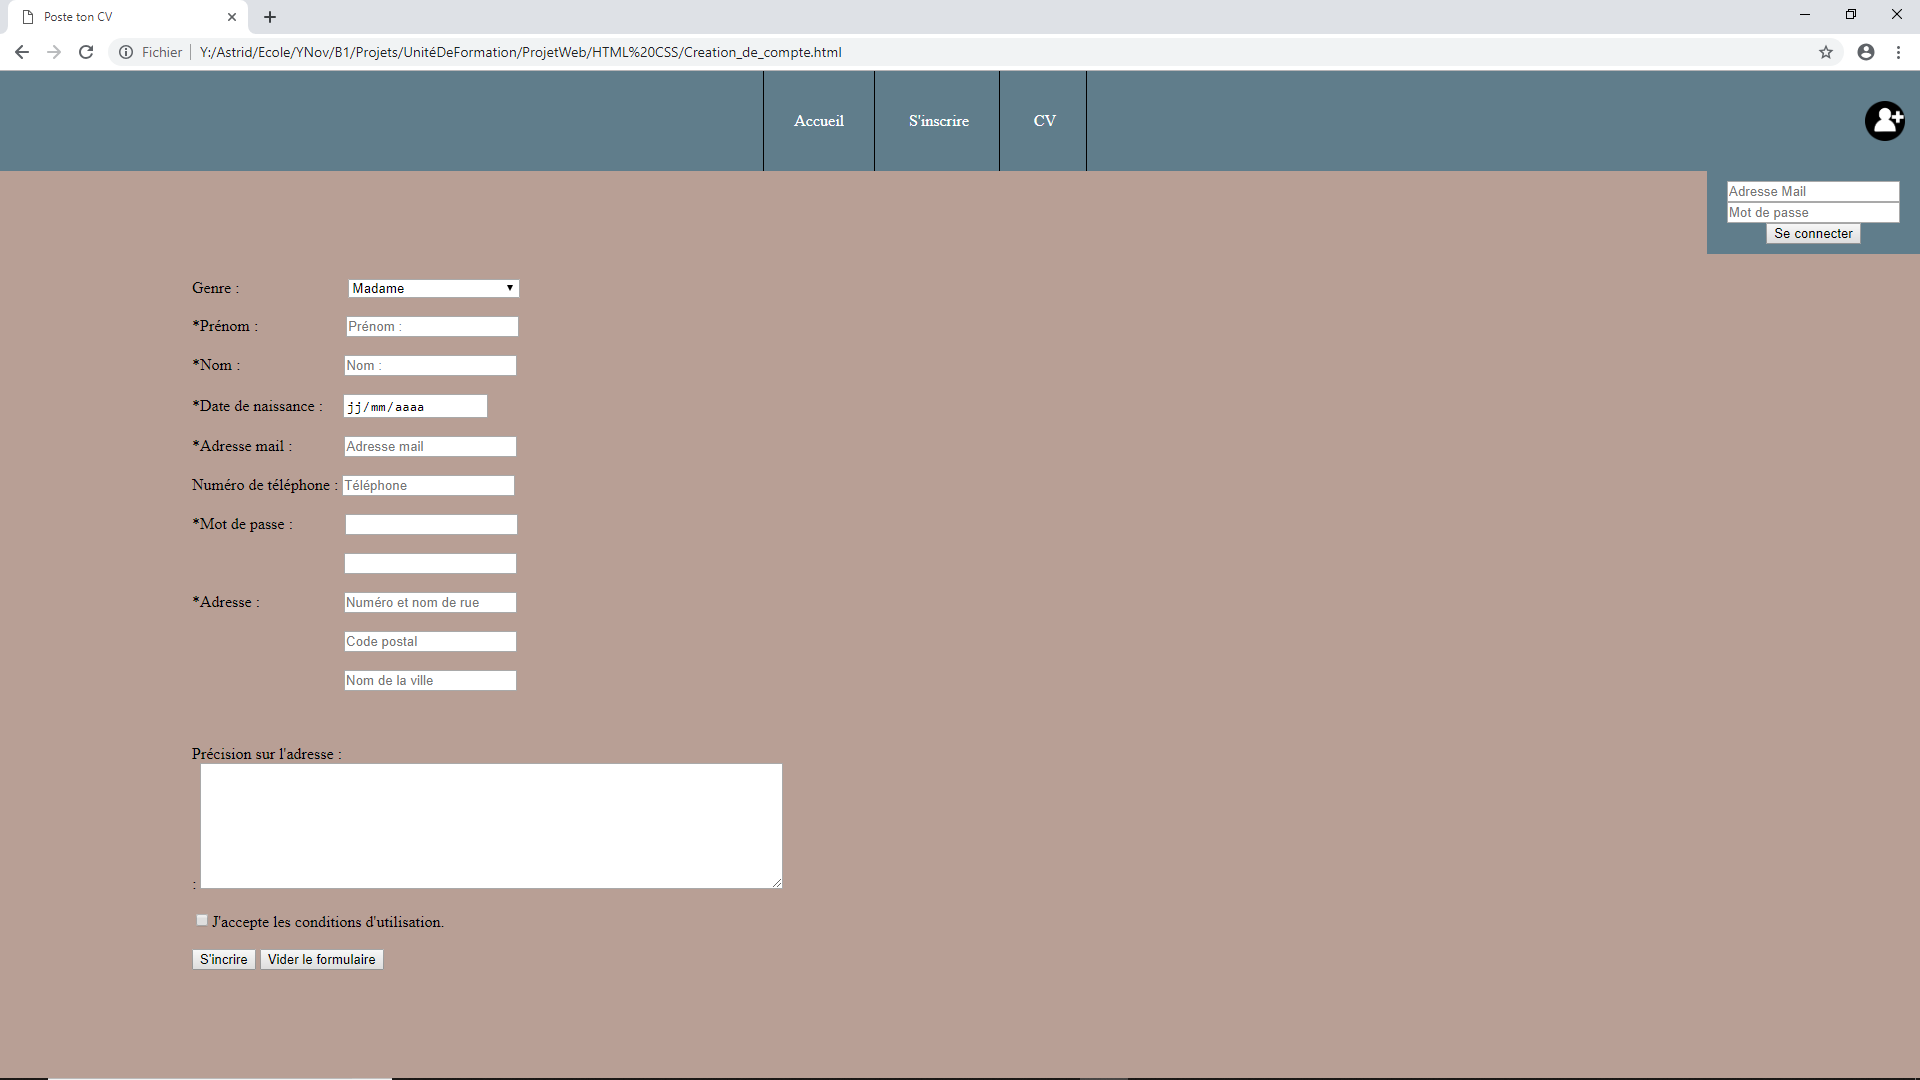 Poste ton CV
Fichier Y:/Astrid/Ecole/YNov/B1/Projets/UnitéDeFormation/ProjetWeb/HTML%20CSS/Creation_de_compte.html
Accueil S'inscrire CV
Adresse Mail
Mot de passe
Se connecter
Genre : Madame
*Prénom : Prénom :
*Nom : Nom :
*Date de naissance : jj/mm/aaaa
*Adresse mail : Adresse mail
Numéro de téléphone : Téléphone
*Mot de passe :
*Adresse : Numéro et nom de rue
Code postal
Nom de la ville
Précision sur l'adresse :
:
J'accepte les conditions d'utilisation.
S'incrire Vider le formulaire